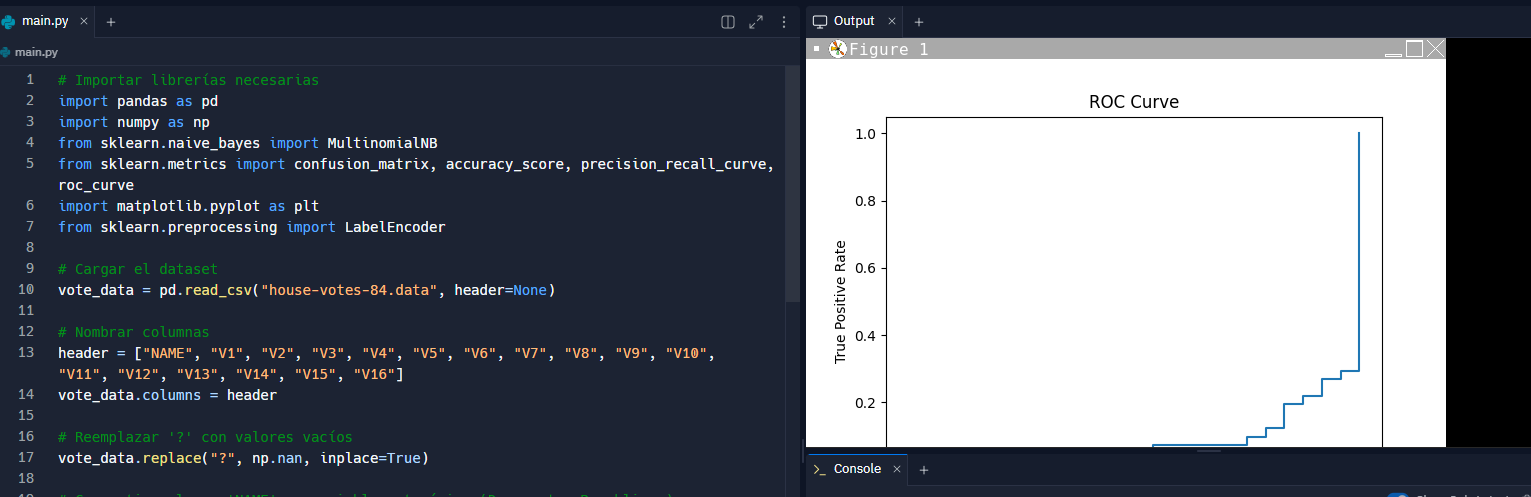 main.py × +
main.py
1 # Importar librerías necesarias
2 import pandas as pd
3 import numpy as np
4 from sklearn.naive_bayes import MultinomialNB
5 from sklearn.metrics import confusion_matrix, accuracy_score, precision_recall_curve,
roc_curve
6 import matplotlib.pyplot as plt
7 from sklearn.preprocessing import LabelEncoder
8
9 # Cargar el dataset
10 vote_data = pd.read_csv("house-votes-84.data", header=None)
11
12 # Nombrar columnas
13 header = ["NAME", "V1", "V2", "V3", "V4", "V5", "V6", "V7", "V8", "V9", "V10",
"V11", "V12", "V13", "V14", "V15", "V16"]
14 vote_data.columns = header
15
16 # Reemplazar '?' con valores vacíos
17 vote_data.replace("?", np.nan, inplace=True)
18
Output × +
Figure 1
ROC Curve
1.0
0.8
0.6
0.4
0.2
True Positive Rate
>_ Console × +